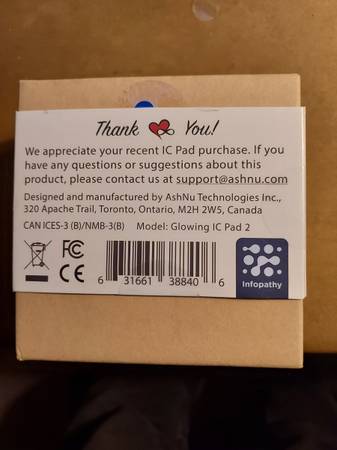 Thank You!
We appreciate your recent IC Pad purchase. If you
have any questions or suggestions about this
product, please contact us at support@ashnu.com
Designed and manufactured by AshNu Technologies Inc.,
320 Apache Trail, Toronto, Ontario, M2H 2W5, Canada
CAN ICES-3 (B)/NMB-3(B) Model: Glowing IC Pad 2
FC
CE
6 31661 38840 6
Infopathy